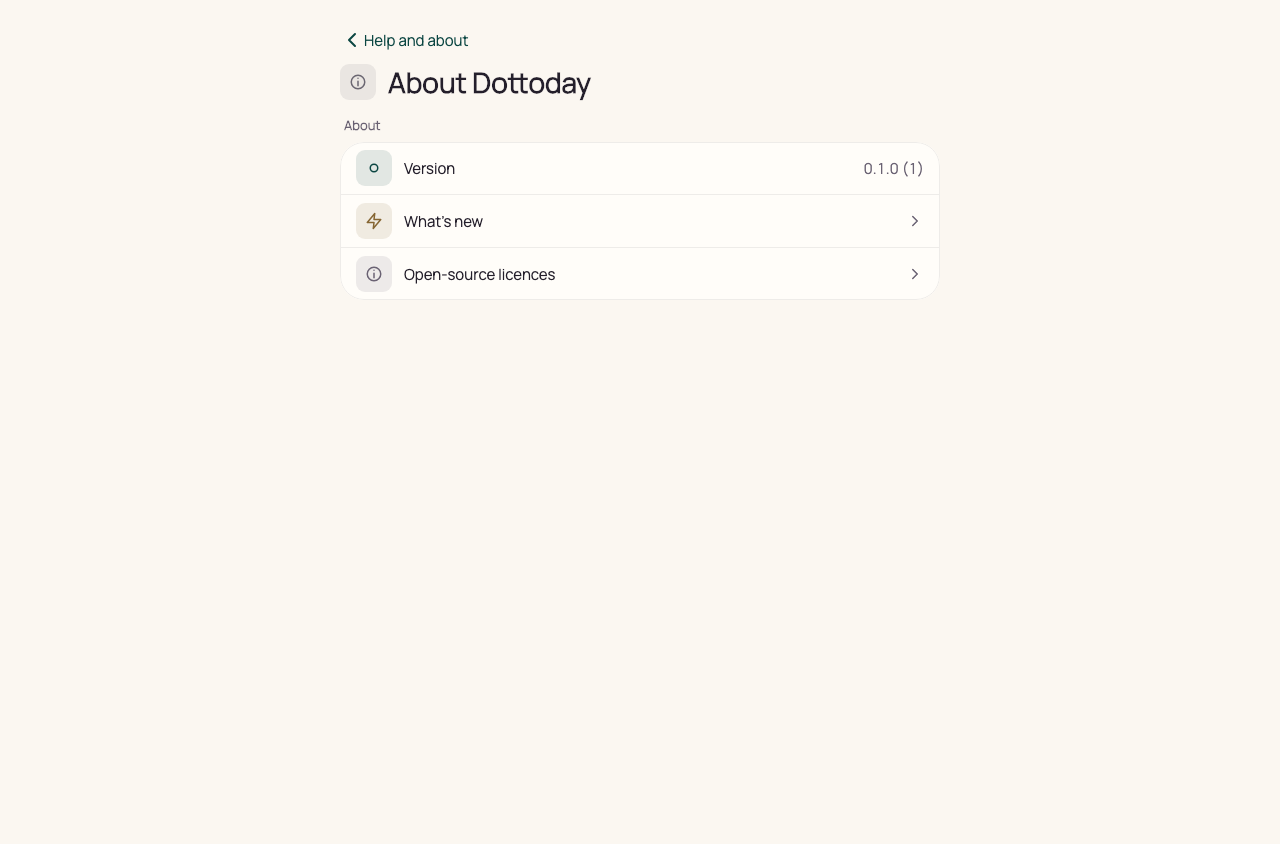 Help and about
About Dottoday
About
Version 0.1.0 (1)
What's new
Open-source licences